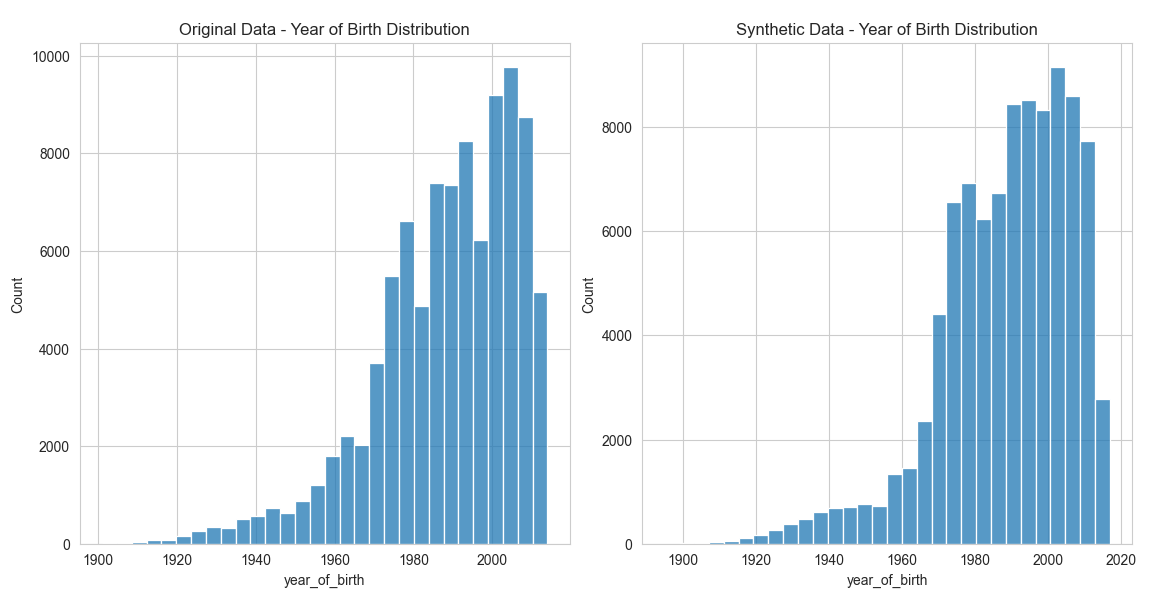 Original Data - Year of Birth Distribution
10000
8000
6000
4000
2000
0
Count
1900 1920 1940 1960 1980 2000
year_of_birth
Synthetic Data - Year of Birth Distribution
8000
6000
4000
2000
0
Count
1900 1920 1940 1960 1980 2000 2020
year_of_birth